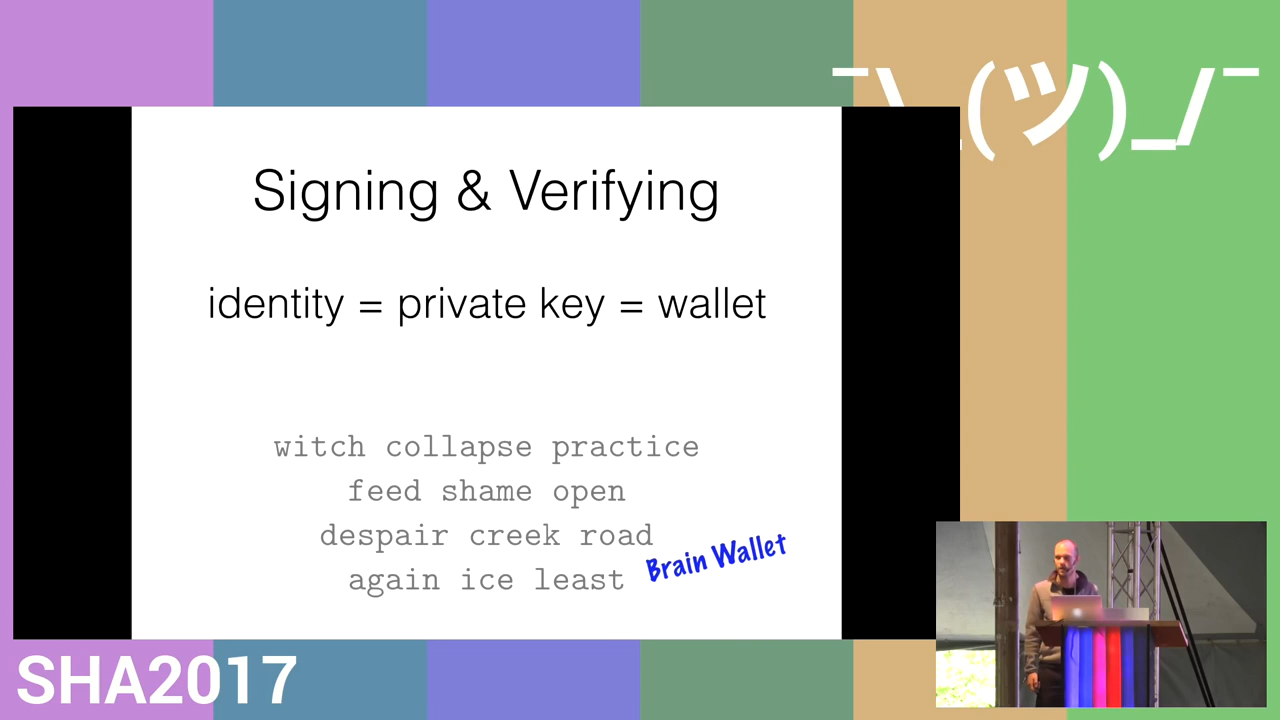 ¯\_(ツ)_/¯
Signing & Verifying
identity = private key = wallet
witch collapse practice
feed shame open
despair creek road
again ice least
Brain Wallet
SHA2017